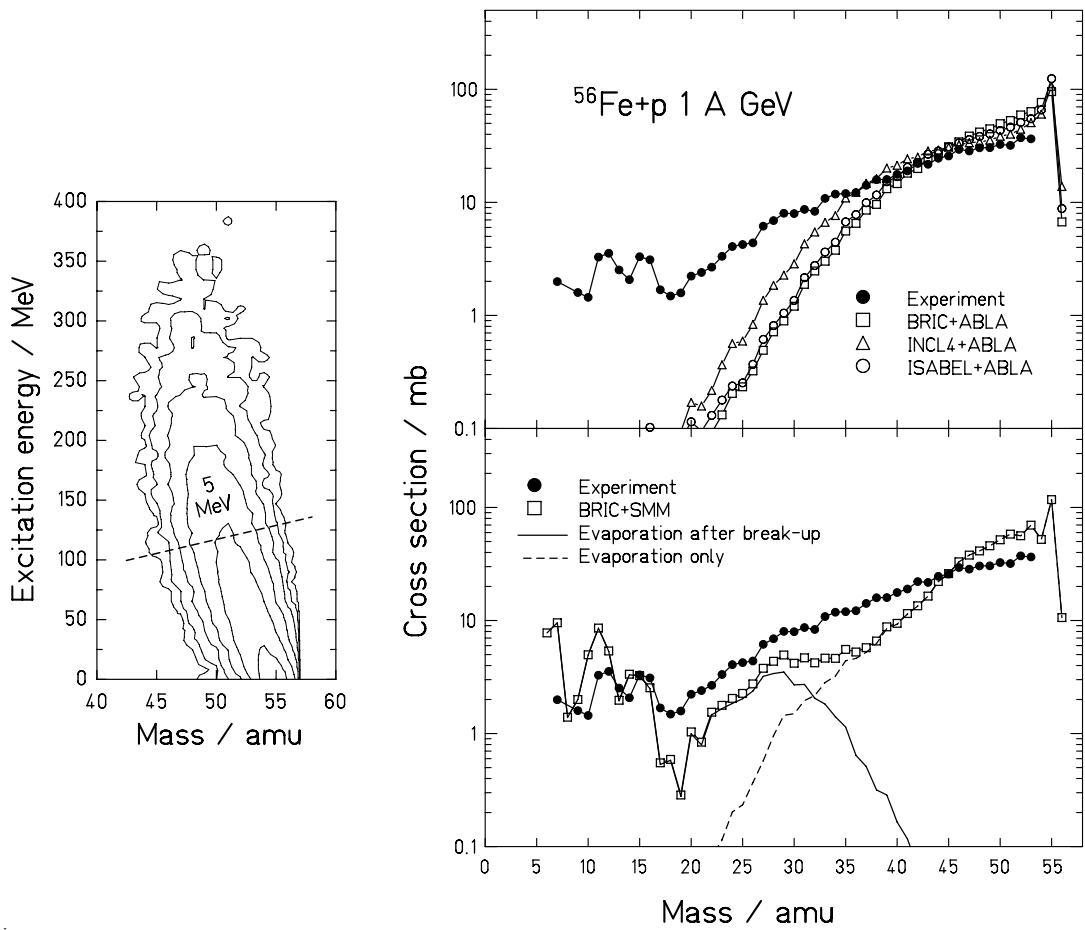 400
350
300
250
200
150
100
50
0
40 45 50 55 60
Excitation energy / MeV
Mass / amu
5
MeV
⁵⁶Fe+p 1 A GeV
100
10
1
0.1
Experiment
BRIC+ABLA
INCL4+ABLA
ISABEL+ABLA
Cross section / mb
Experiment
BRIC+SMM
Evaporation after break-up
Evaporation only
100
10
1
0.1
0 5 10 15 20 25 30 35 40 45 50 55
Mass / amu